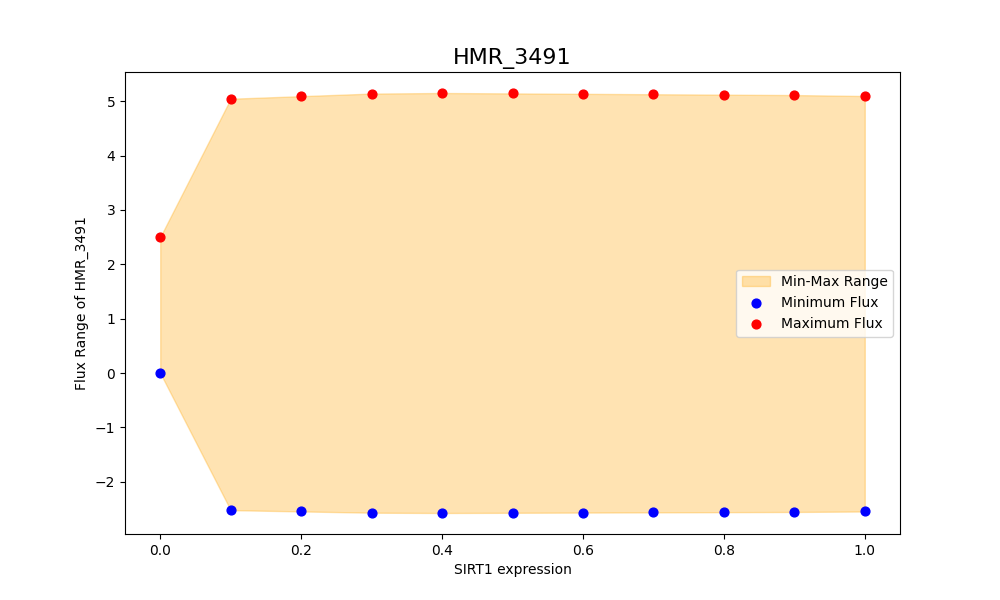 HMR_3491
Flux Range of HMR_3491
5
4
3
2
1
0
−1
−2
Min-Max Range
Minimum Flux
Maximum Flux
0.0
0.2
0.4
0.6
0.8
1.0
SIRT1 expression